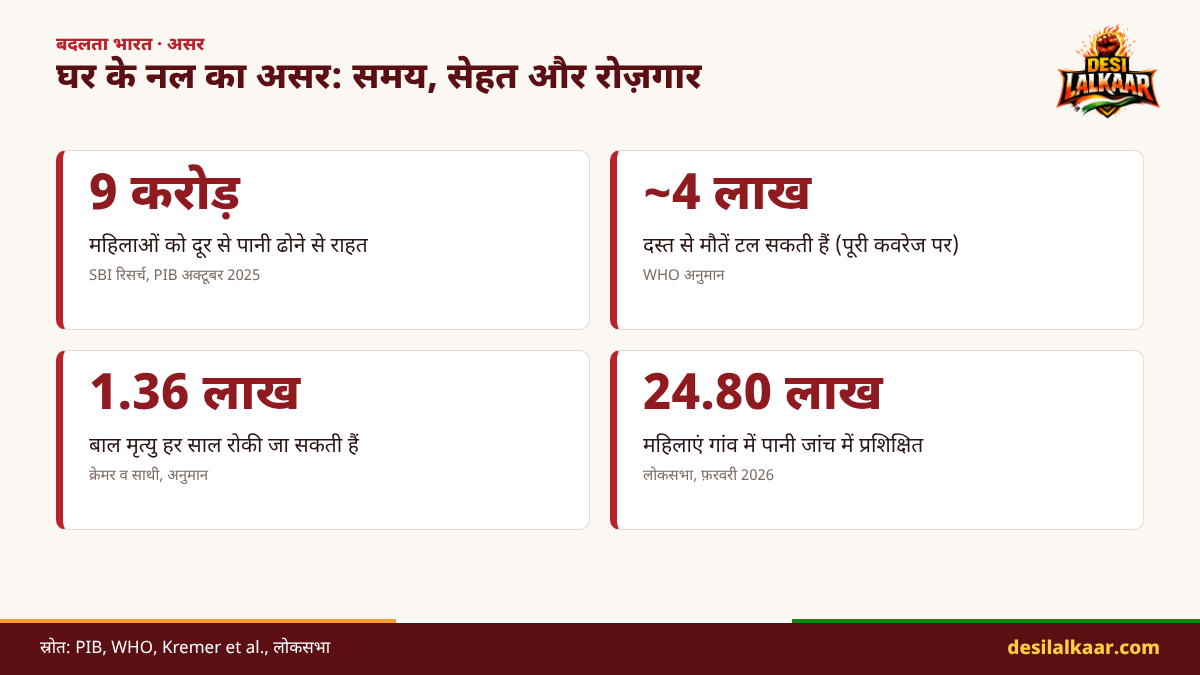 बदलता भारत · असर
घर के नल का असर: समय, सेहत और रोज़गार
DESI
LALKAAR
9 करोड़
महिलाओं को दूर से पानी ढोने से राहत
SBI रिसर्च, PIB अक्टूबर 2025
~4 लाख
दस्त से मौतें टल सकती हैं (पूरी कवरेज पर)
WHO अनुमान
1.36 लाख
बाल मृत्यु हर साल रोकी जा सकती हैं
क्रेमर व साथी, अनुमान
24.80 लाख
महिलाएं गांव में पानी जांच में प्रशिक्षित
लोकसभा, फ़रवरी 2026
स्रोत: PIB, WHO, Kremer et al., लोकसभा
desilalkaar.com